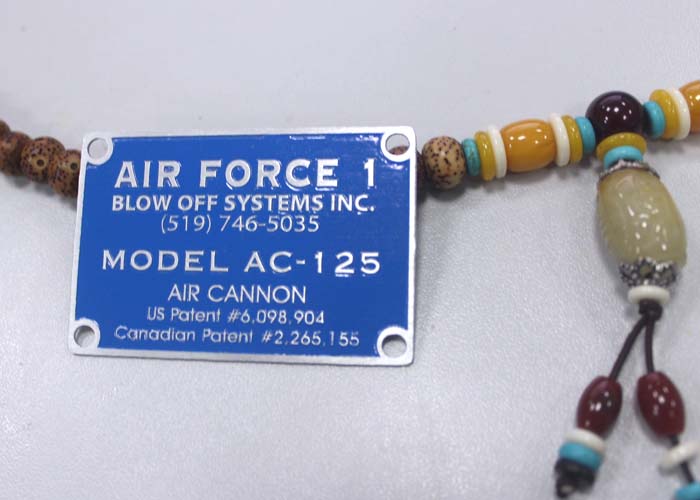 AIR FORCE 1
BLOW OFF SYSTEMS INC.
(519) 746-5035
MODEL AC-125
AIR CANNON
US Patent #6,098,904
Canadian Patent #2,265,155